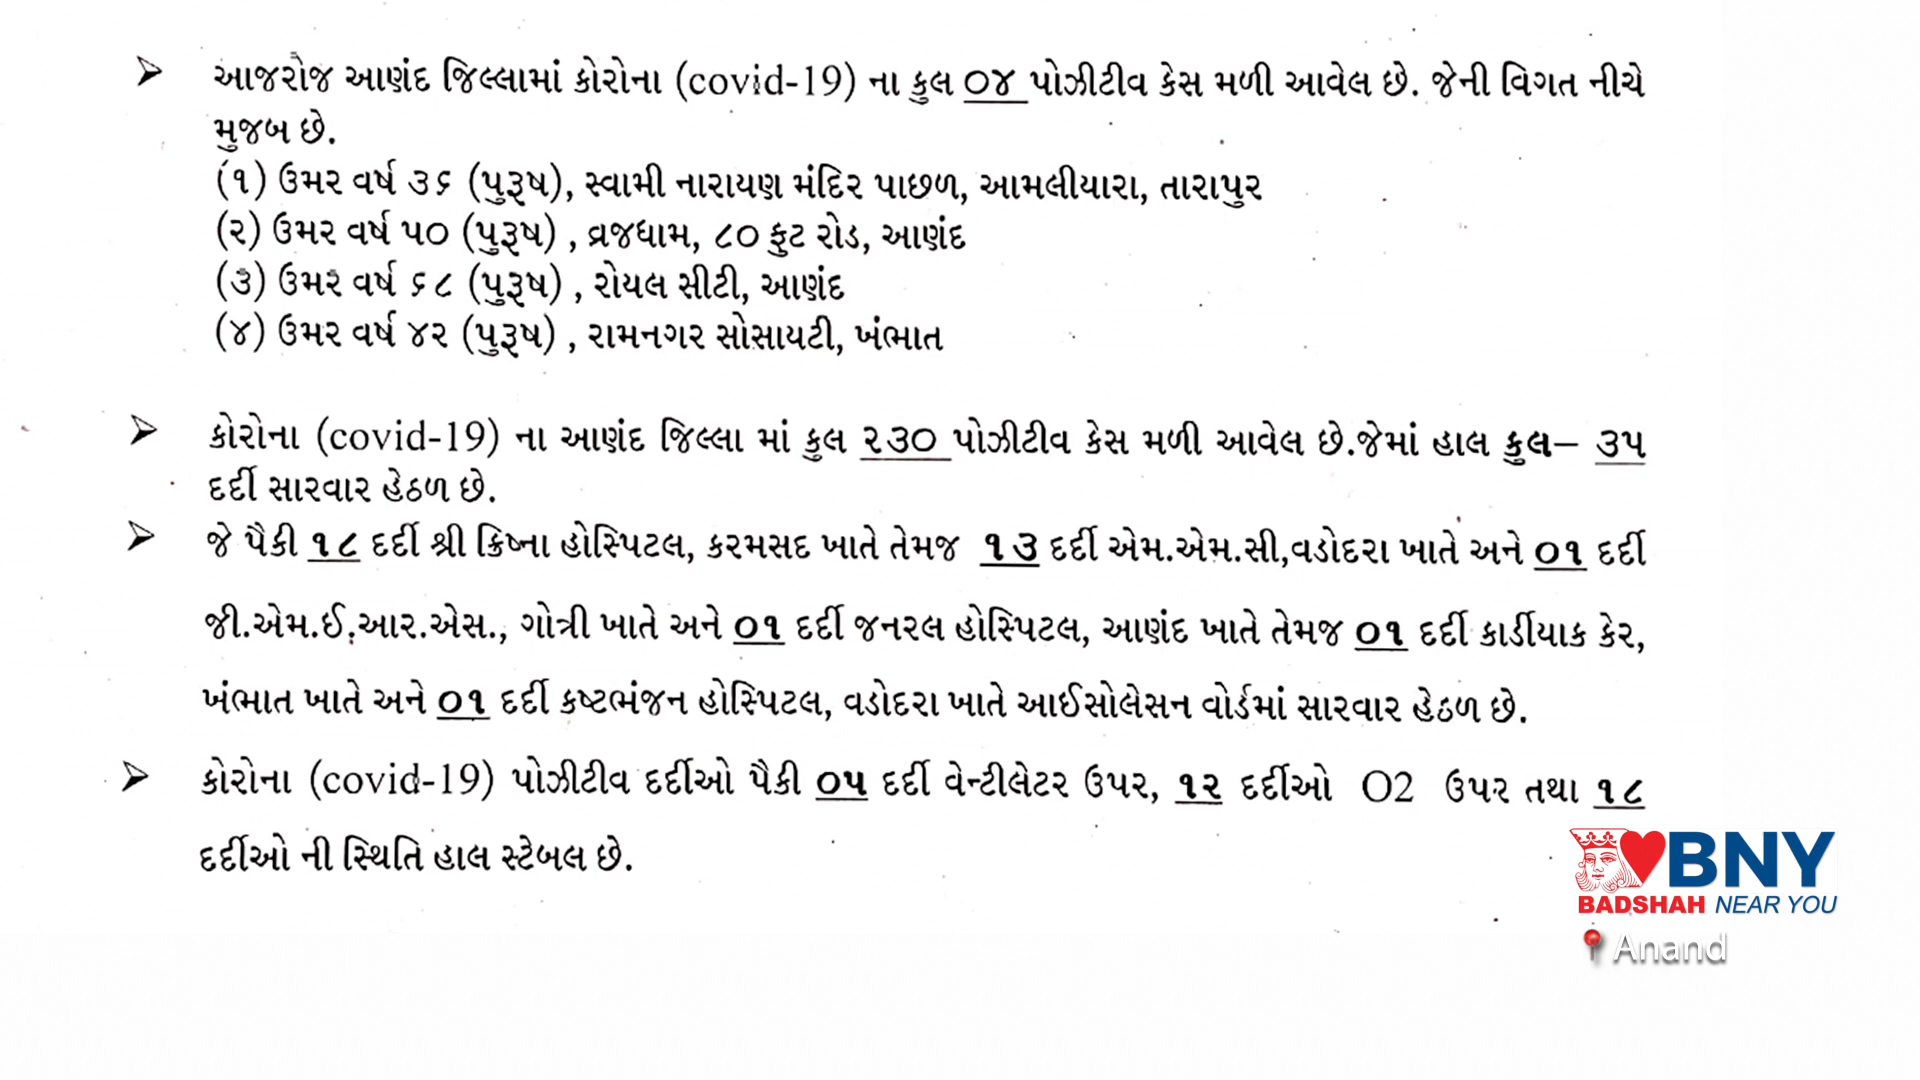 ➢ આજરોજ આણંદ જિલ્લામાં કોરોના (covid-19) ના કુલ ૦૪ પોઝીટીવ કેસ મળી આવેલ છે. જેની વિગત નીચે
મુજબ છે.
(૧) ઉમર વર્ષ ૩૬ (પુરૂષ), સ્વામી નારાયણ મંદિર પાછળ, આમલીયારા, તારાપુર
(૨) ઉમર વર્ષ ૫૦ (પુરૂષ) , વ્રજધામ, ૮૦ ફુટ રોડ, આણંદ
(૩) ઉમર વર્ષ ૬૮ (પુરૂષ) , રોયલ સીટી, આણંદ
(૪) ઉમર વર્ષ ૪૨ (પુરૂષ) , રામનગર સોસાયટી, ખંભાત
➢ કોરોના (covid-19) ના આણંદ જિલ્લા માં કુલ ૨૩૦ પોઝીટીવ કેસ મળી આવેલ છે.જેમાં હાલ કુલ– ૩૫
દર્દી સારવાર હેઠળ છે.
➢ જે પૈકી ૧૮ દર્દી શ્રી ક્રિષ્ના હોસ્પિટલ, કરમસદ ખાતે તેમજ ૧૩ દર્દી એમ.એમ.સી,વડોદરા ખાતે અને ૦૧ દર્દી
જી.એમ.ઈ.આર.એસ., ગોત્રી ખાતે અને ૦૧ દર્દી જનરલ હોસ્પિટલ, આણંદ ખાતે તેમજ ૦૧ દર્દી કાર્ડીયાક કેર,
ખંભાત ખાતે અને ૦૧ દર્દી કષ્ટભંજન હોસ્પિટલ, વડોદરા ખાતે આઈસોલેસન વોર્ડમાં સારવાર હેઠળ છે.
➢ કોરોના (covid-19) પોઝીટીવ દર્દીઓ પૈકી ૦૫ દર્દી વેન્ટીલેટર ઉપર, ૧૨ દર્દીઓ O2 ઉપર તથા ૧૮
દર્દીઓ ની સ્થિતિ હાલ સ્ટેબલ છે.
BNY
BADSHAH NEAR YOU
Anand